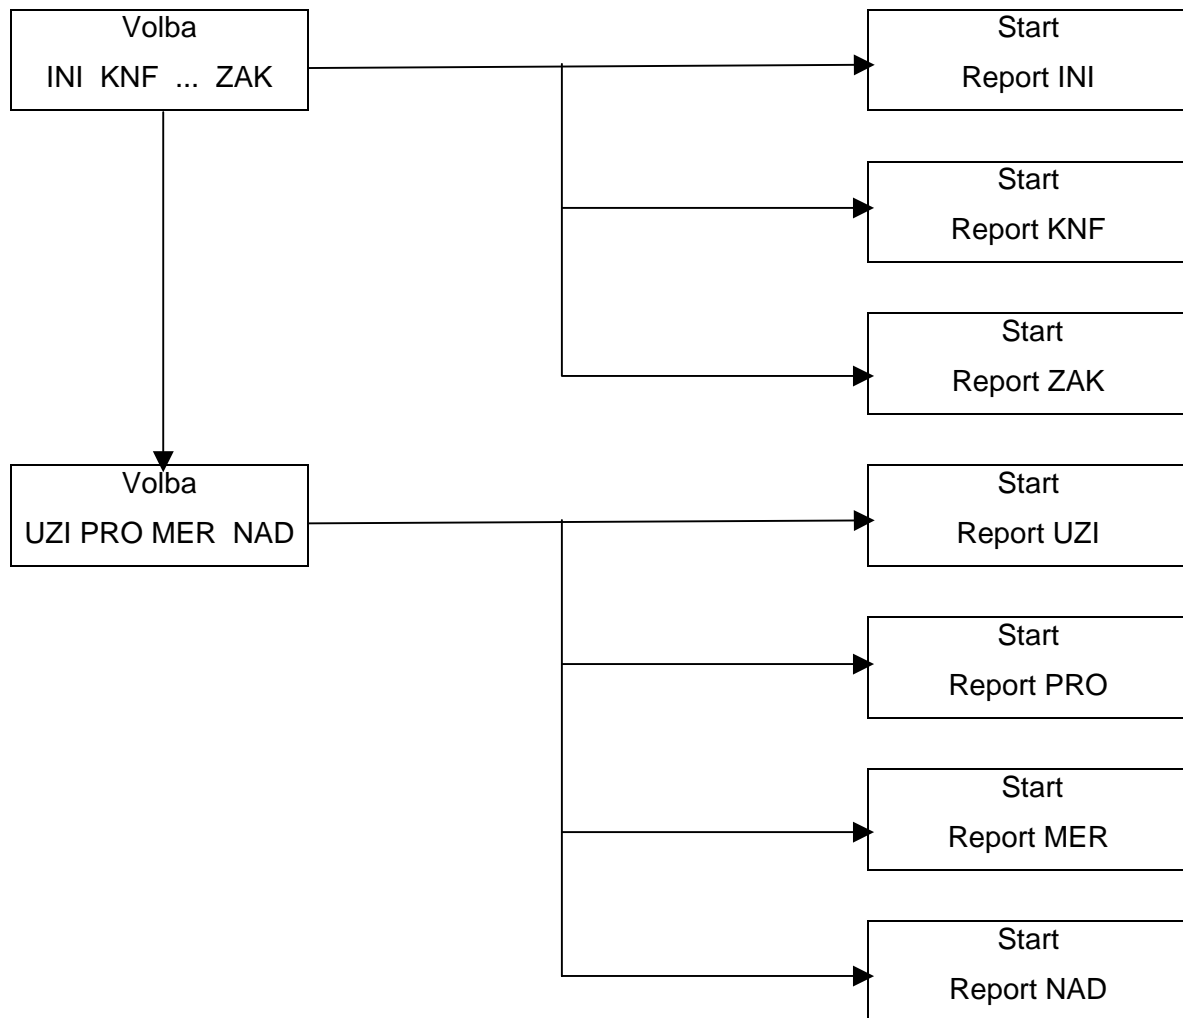 Volba
INI KNF ... ZAK
Start
Report INI
Start
Report KNF
Start
Report ZAK
Volba
UZI PRO MER NAD
Start
Report UZI
Start
Report PRO
Start
Report MER
Start
Report NAD